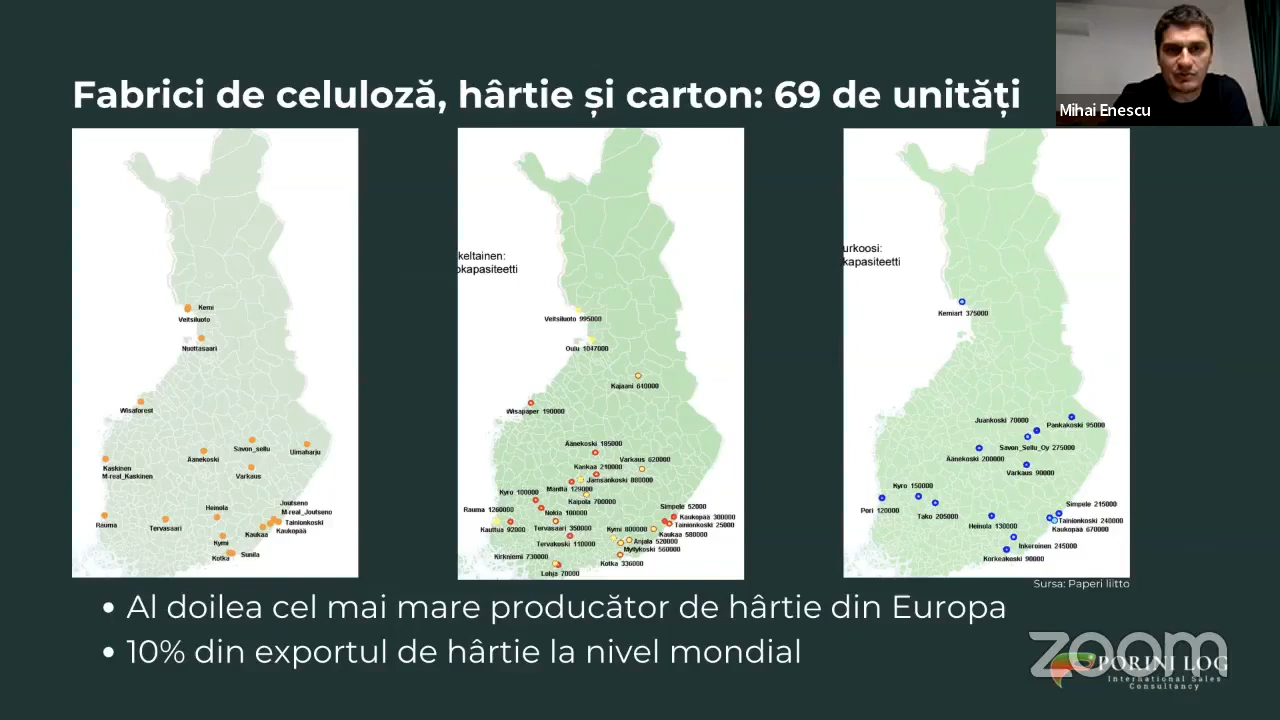 Fabrici de celuloză, hârtie și carton: 69 de unități
Mihai Enescu
Kemi
Veitsiluoto
Nuottasaari
Wisaforest
Savon_sellu
Uimaharju
Äänekoski
Kaskinen
M-real_Kaskinen
Varkaus
Joutseno
M-real_Joutseno
Heinola
Rauma
Tervasaari
Tainionkoski
Kaukopää
Kaukaa
Kymi
Kotka
Sunila
keltainen:
okapasiteetti
Veitsiluoto 995000
Oulu 1047000
Kajaani 610000
Wisapaper 190000
Äänekoski 185000
Varkaus 620000
Kankaa 210000
Jämsänkoski 880000
Mänttä 129000
Kyro 100000
Kaipola 700000
Simpele 52000
Rauma 1260000
Nokia 100000
Kaukopää 300000
Tainionkoski 25000
Kauttua 92000
Tervasaari 350000
Kymi 800000
Kaukaa 580000
Tervakoski 110000
Anjala 520000
Myllykoski 560000
Kirkniemi 730000
Kotka 336000
Lohja 70000
urkoosi:
kapasiteetti
Kemiart 375000
Juankoski 70000
Pankakoski 95000
Savon_Sellu_Oy 275000
Äänekoski 200000
Varkaus 90000
Kyro 150000
Simpele 215000
Pori 120000
Tako 205000
Tainionkoski 240000
Heinola 130000
Kaukopää 670000
Inkeroinen 245000
Korkeakoski 90000
Sursa: Paperi liitto
• Al doilea cel mai mare producător de hârtie din Europa
• 10% din exportul de hârtie la nivel mondial
zoom
PORINI LOG
International Sales
Consultancy